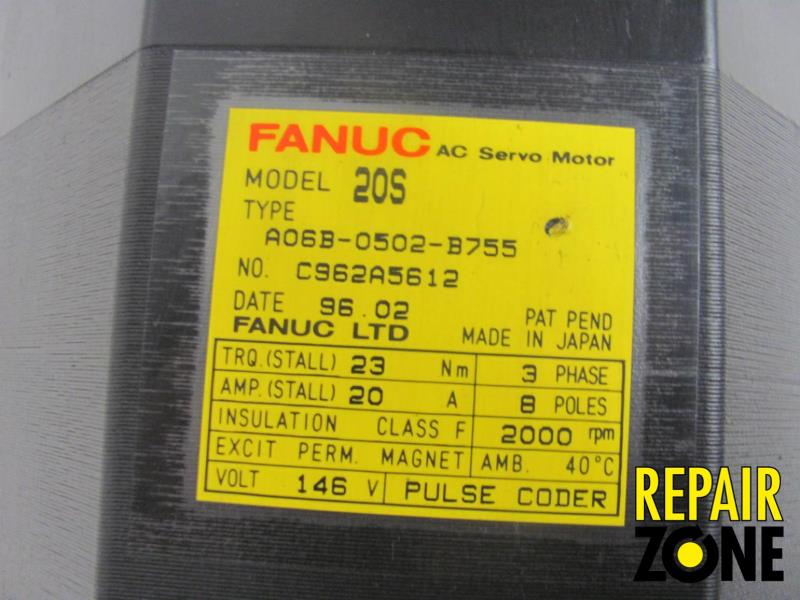 FANUC AC Servo Motor
MODEL 20S
TYPE
A06B-0502-B755
NO. C962A5612
DATE 96.02
PAT PEND
FANUC LTD
MADE IN JAPAN
TRQ.(STALL) 23 Nm 3 PHASE
AMP.(STALL) 20 A 8 POLES
INSULATION CLASS F 2000 rpm
EXCIT PERM. MAGNET AMB. 40°C
VOLT 146 V PULSE CODER
REPAIR
ZONE